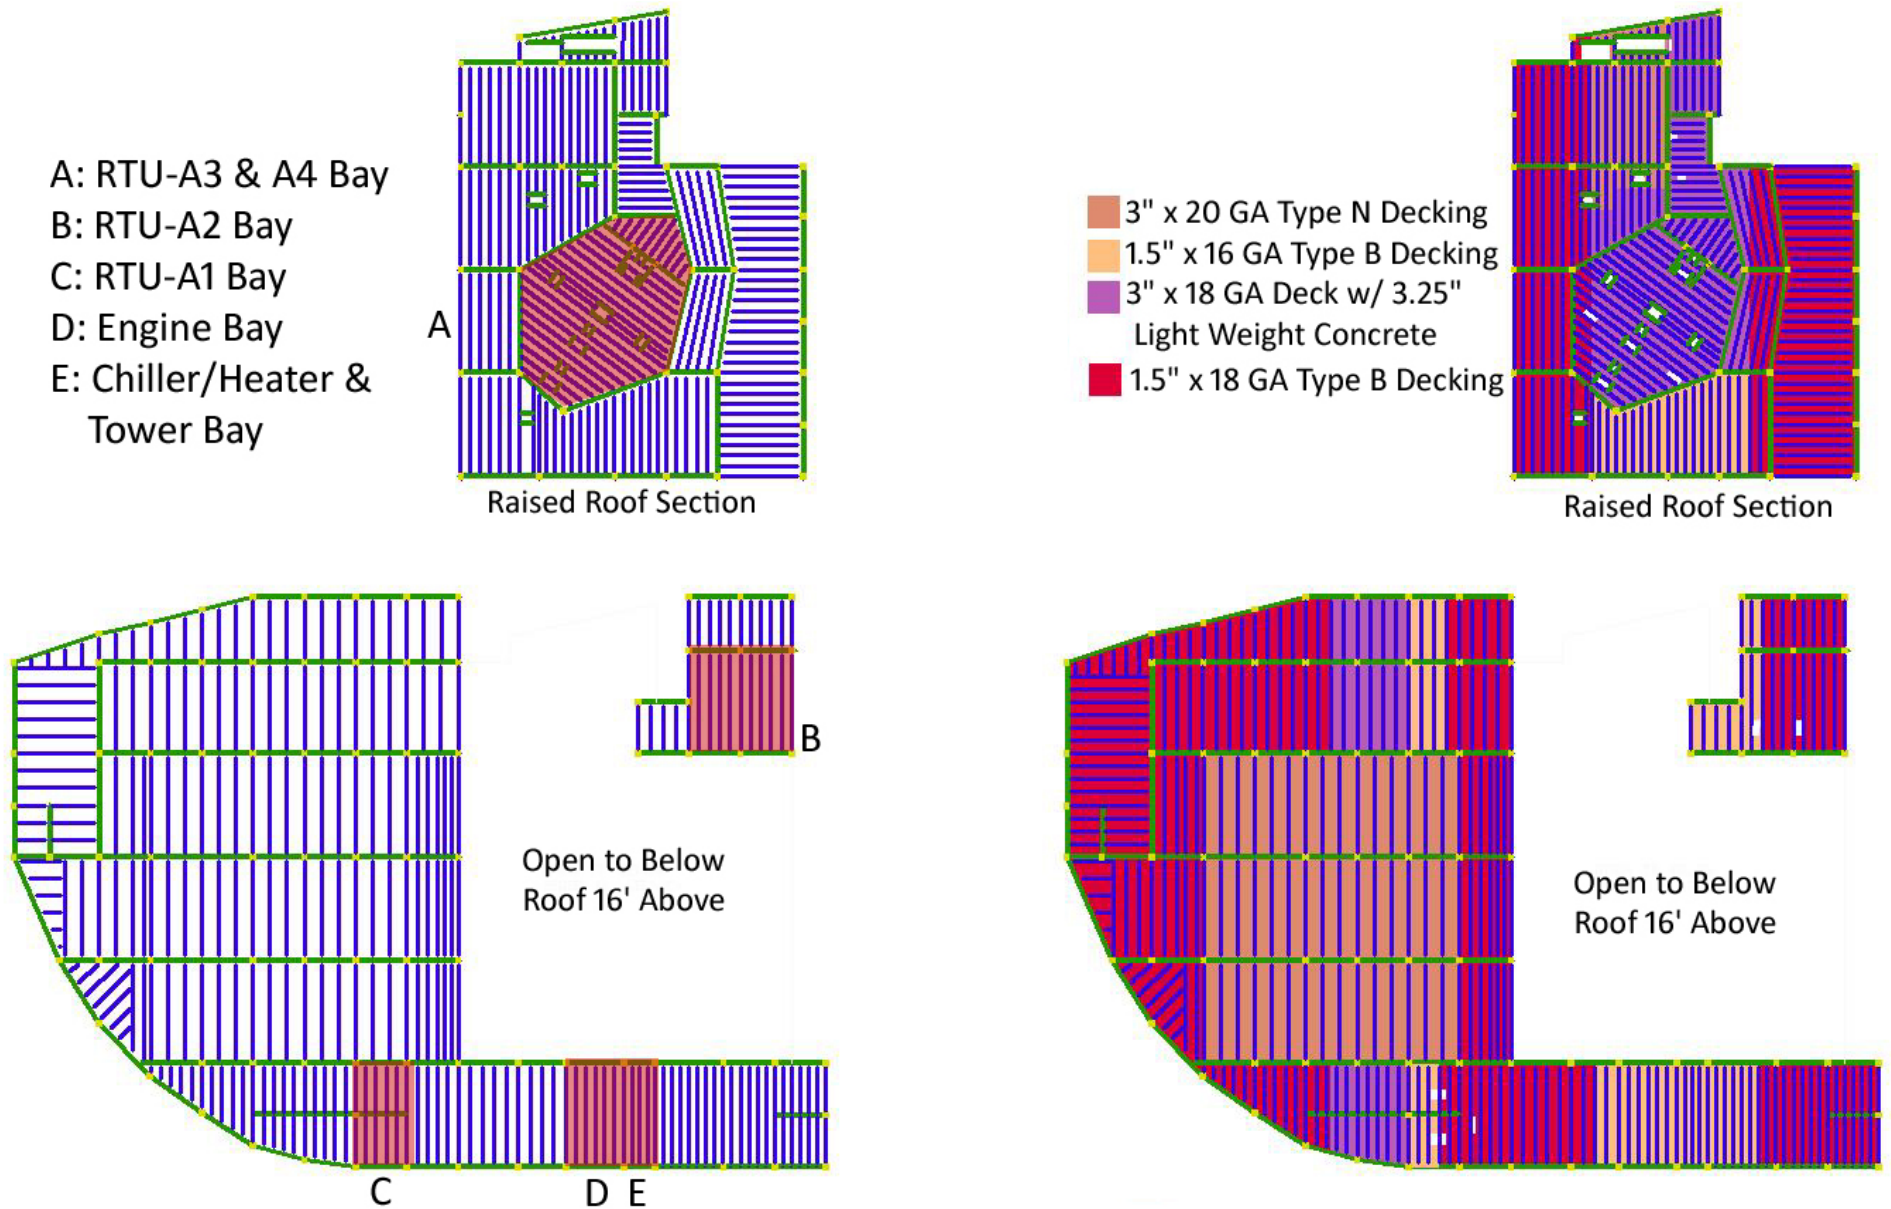 A: RTU-A3 & A4 Bay
B: RTU-A2 Bay
C: RTU-A1 Bay
D: Engine Bay
E: Chiller/Heater &
Tower Bay
A
Raised Roof Section
3" x 20 GA Type N Decking
1.5" x 16 GA Type B Decking
3" x 18 GA Deck w/ 3.25"
Light Weight Concrete
1.5" x 18 GA Type B Decking
Raised Roof Section
B
Open to Below
Roof 16' Above
C
D
E
Open to Below
Roof 16' Above